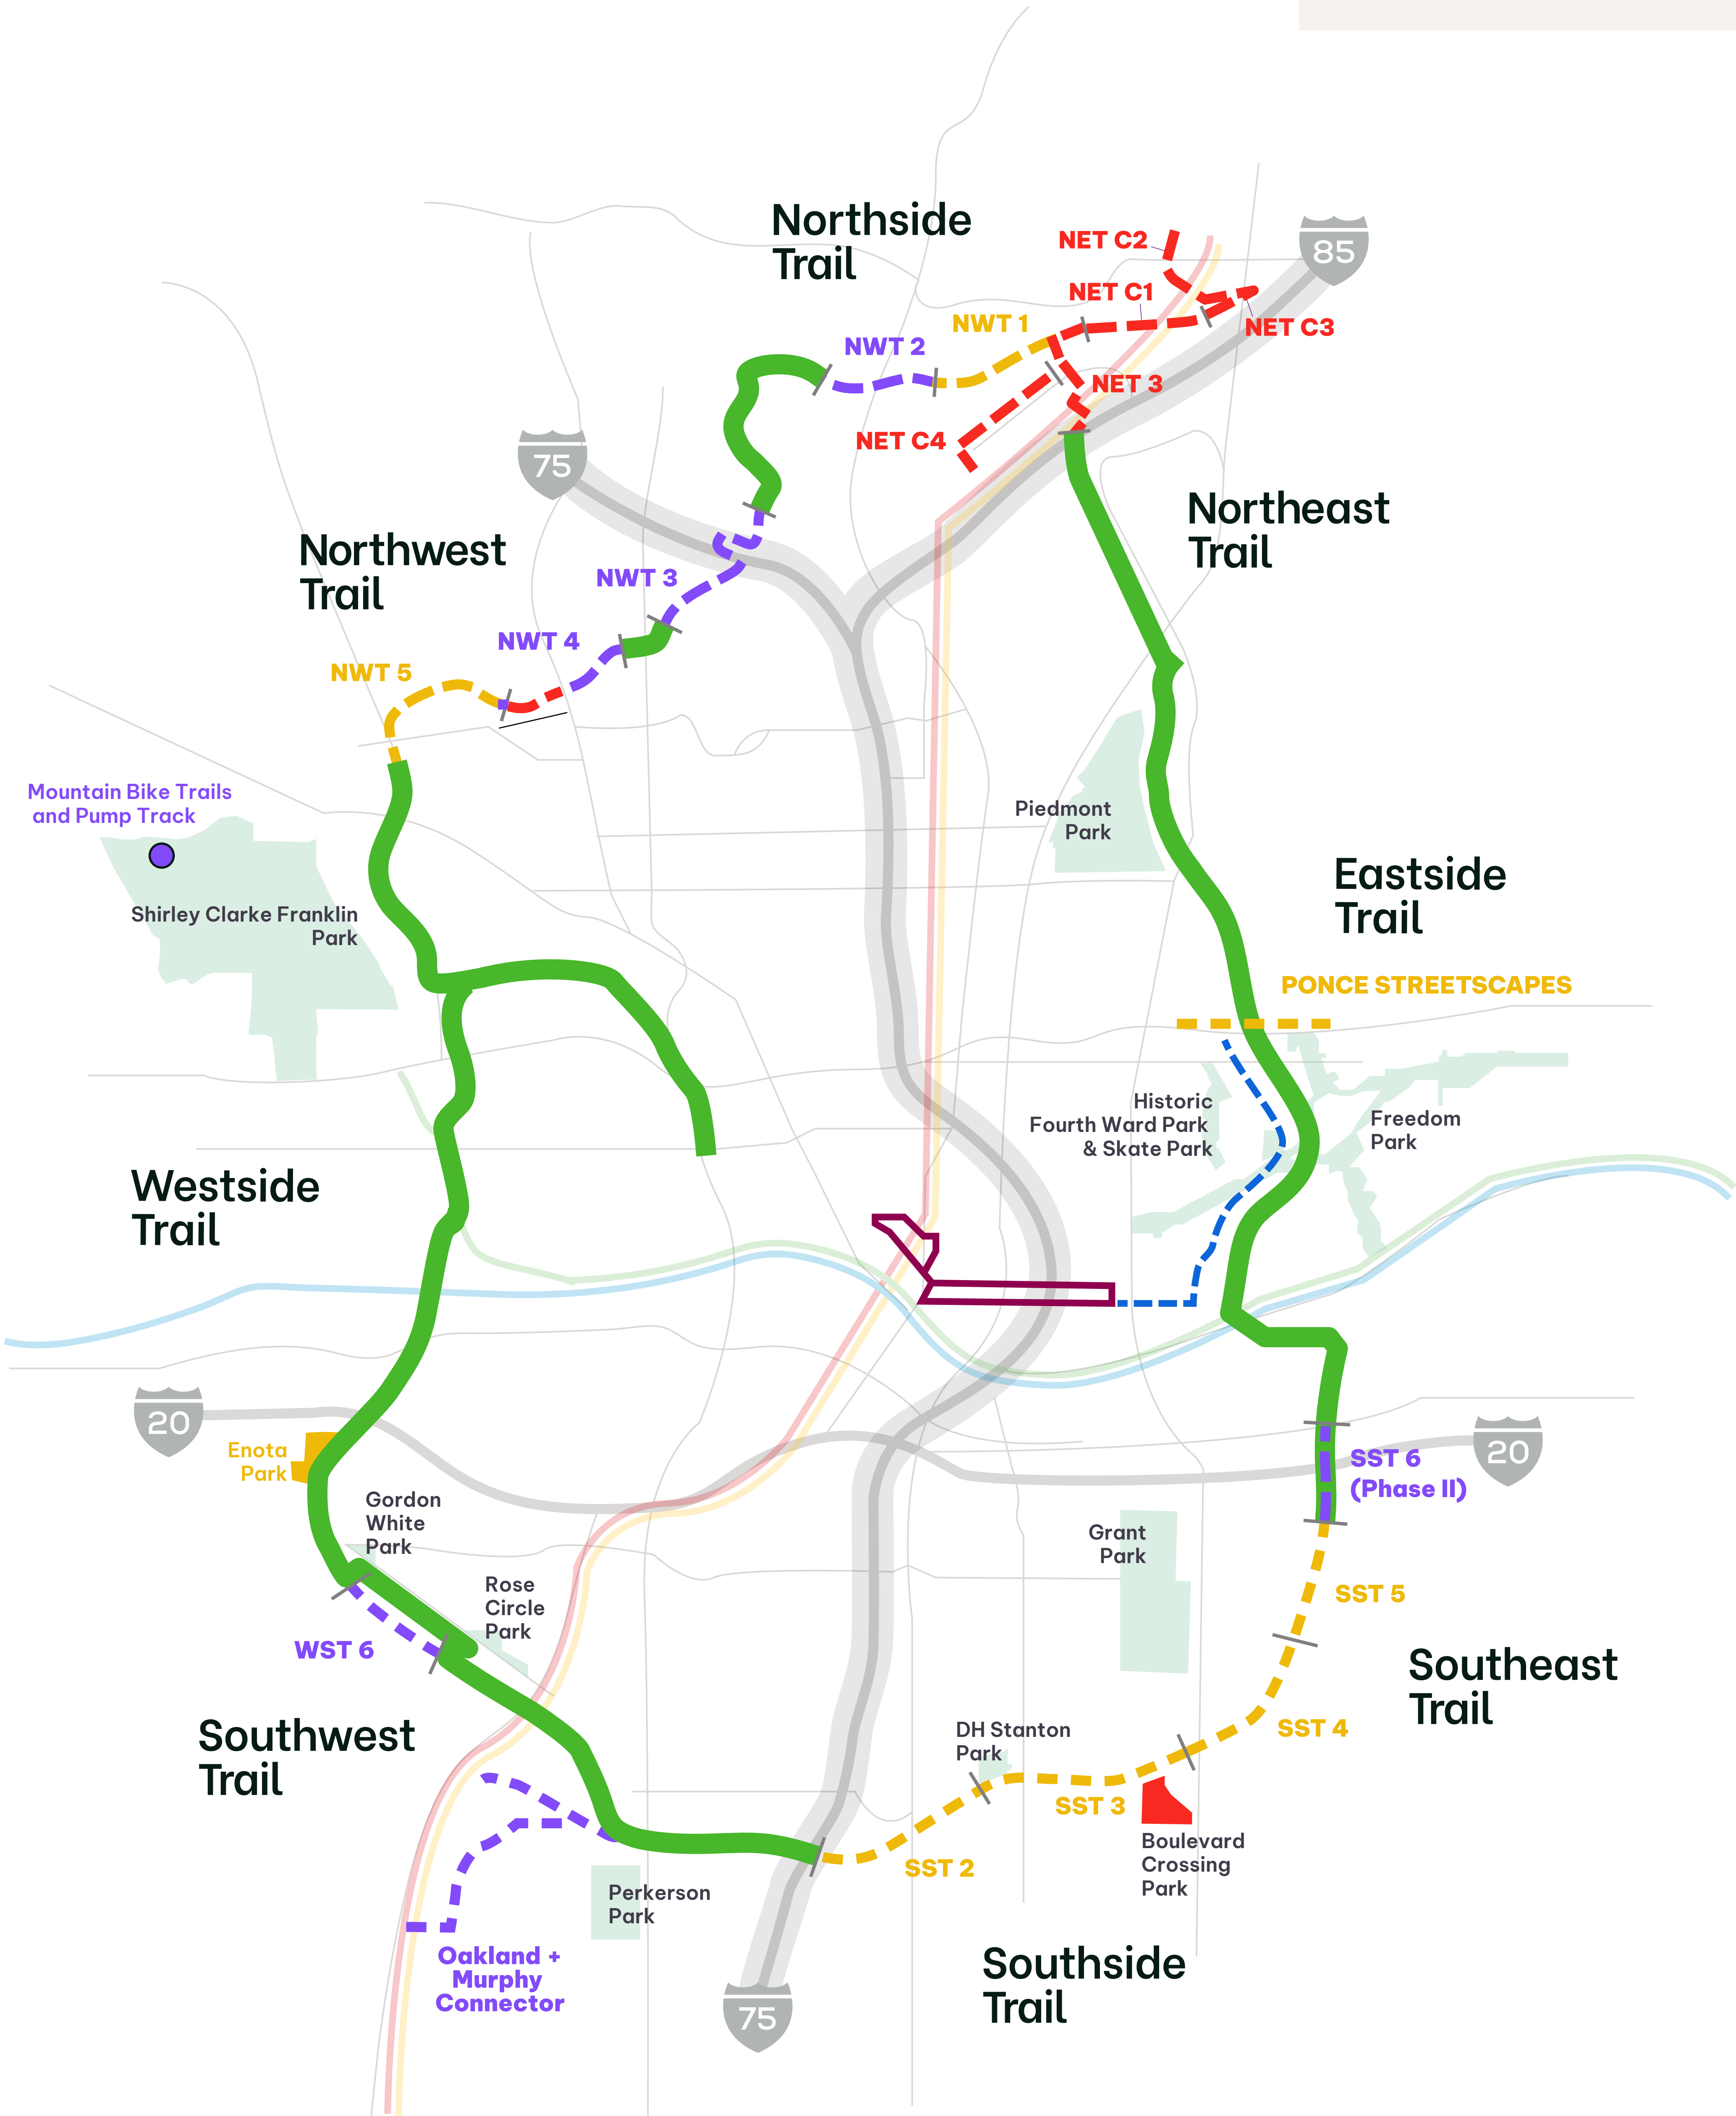 Northside
Trail
NET C2
85
NET C1
NET C3
NWT 1
NWT 2
NET 3
NET C4
75
Northeast
Trail
Northwest
Trail
NWT 3
NWT 4
NWT 5
Mountain Bike Trails
and Pump Track
Piedmont
Park
Shirley Clarke Franklin
Park
Eastside
Trail
PONCE STREETSCAPES
Historic
Fourth Ward Park
& Skate Park
Freedom
Park
Westside
Trail
20
Enota
Park
20
SST 6
(Phase II)
Gordon
White
Park
Grant
Park
Rose
Circle
Park
SST 5
WST 6
Southeast
Trail
Southwest
Trail
DH Stanton
Park
SST 4
SST 3
Boulevard
Crossing
Park
SST 2
Perkerson
Park
Oakland +
Murphy
Connector
Southside
Trail
75